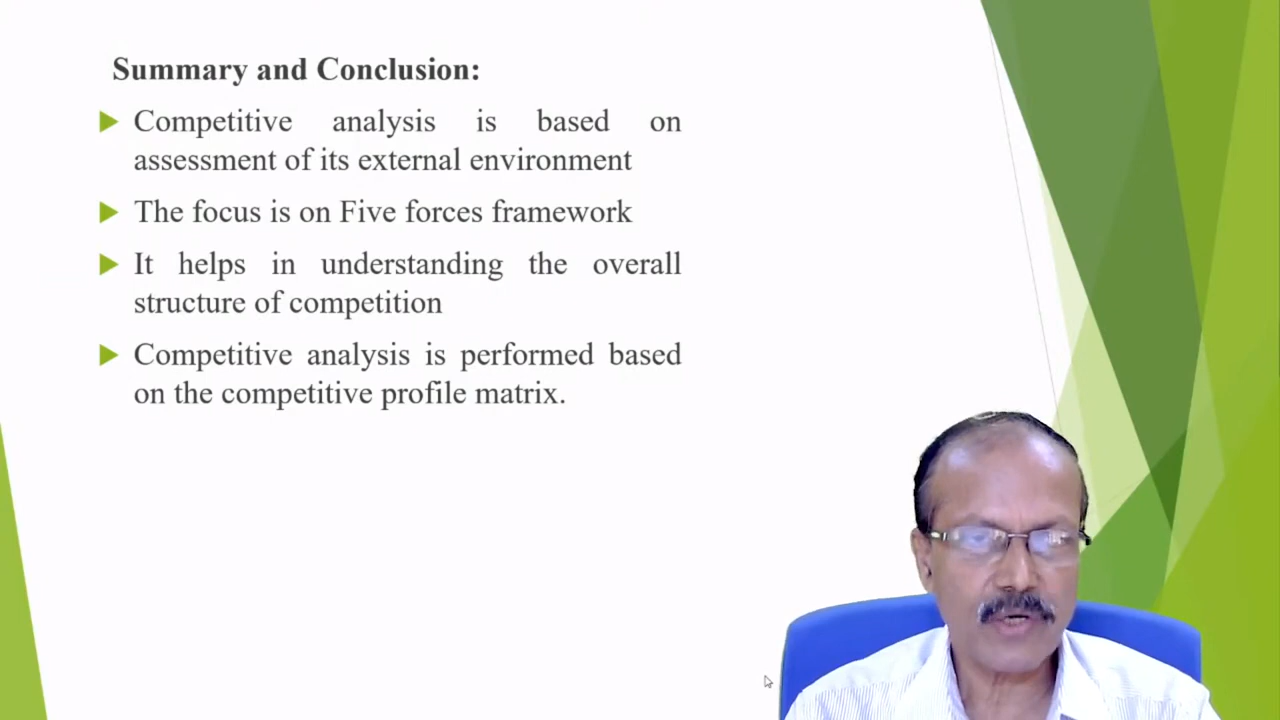 Summary and Conclusion:
Competitive analysis is based on
assessment of its external environment
The focus is on Five forces framework
It helps in understanding the overall
structure of competition
Competitive analysis is performed based
on the competitive profile matrix.